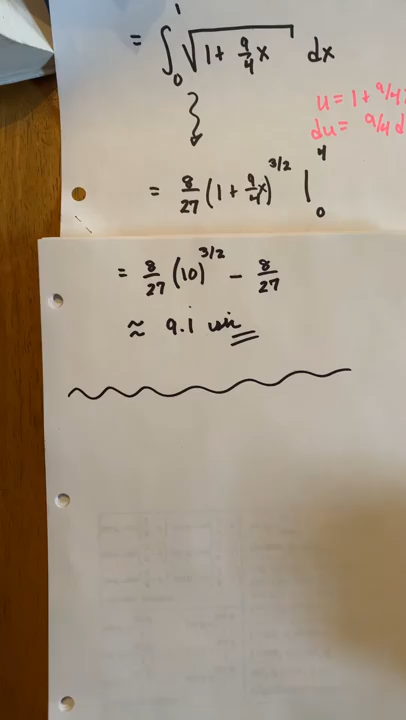 = ∫₀¹ √(1 + 9/4 x) dx
u = 1 + 9/4
du = 9/4 d
= 8/27 (1 + 9/4 x)^3/2 |₀⁴
= 8/27 (10)^3/2 − 8/27
≈ 9.1